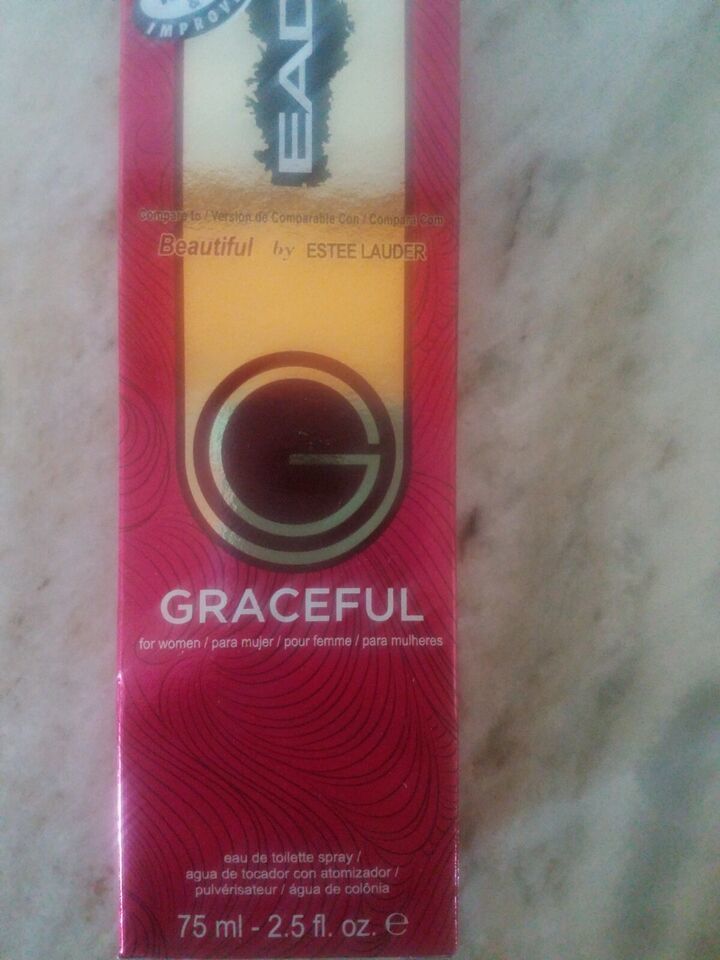 &
IMPROV
EAD
Compare to / Version de Comparable Con / Compara Com
Beautiful by ESTEE LAUDER
G
GRACEFUL
for women / para mujer / pour femme / para mulheres
eau de toilette spray /
agua de tocador con atomizador /
pulvérisateur / água de colônia
75 ml - 2.5 fl. oz. ℮